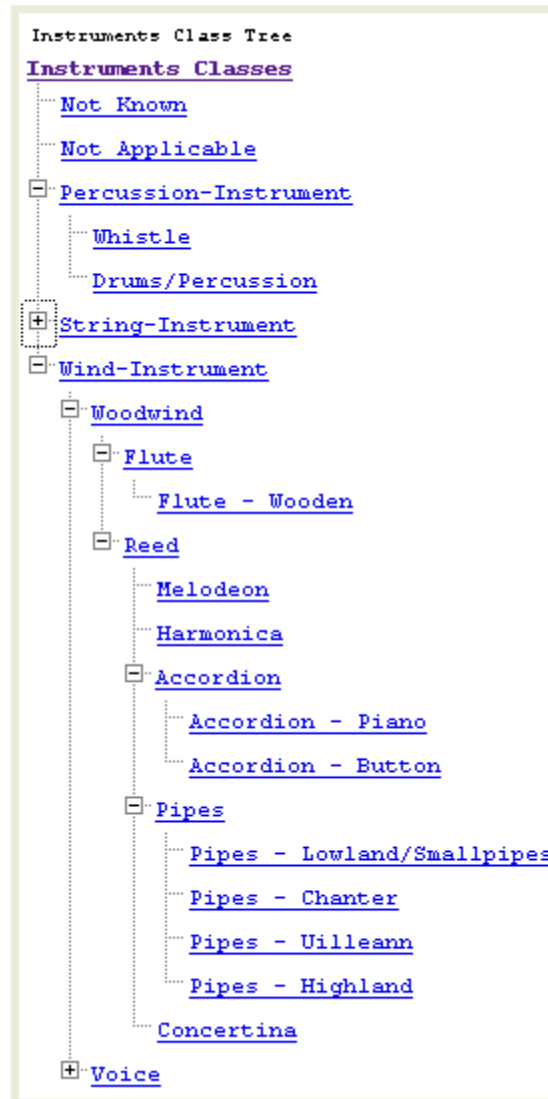 Instruments Class Tree
Instruments Classes
Not Known
Not Applicable
Percussion-Instrument
Whistle
Drums/Percussion
String-Instrument
Wind-Instrument
Woodwind
Flute
Flute - Wooden
Reed
Melodeon
Harmonica
Accordion
Accordion - Piano
Accordion - Button
Pipes
Pipes - Lowland/Smallpipes
Pipes - Chanter
Pipes - Uilleann
Pipes - Highland
Concertina
Voice